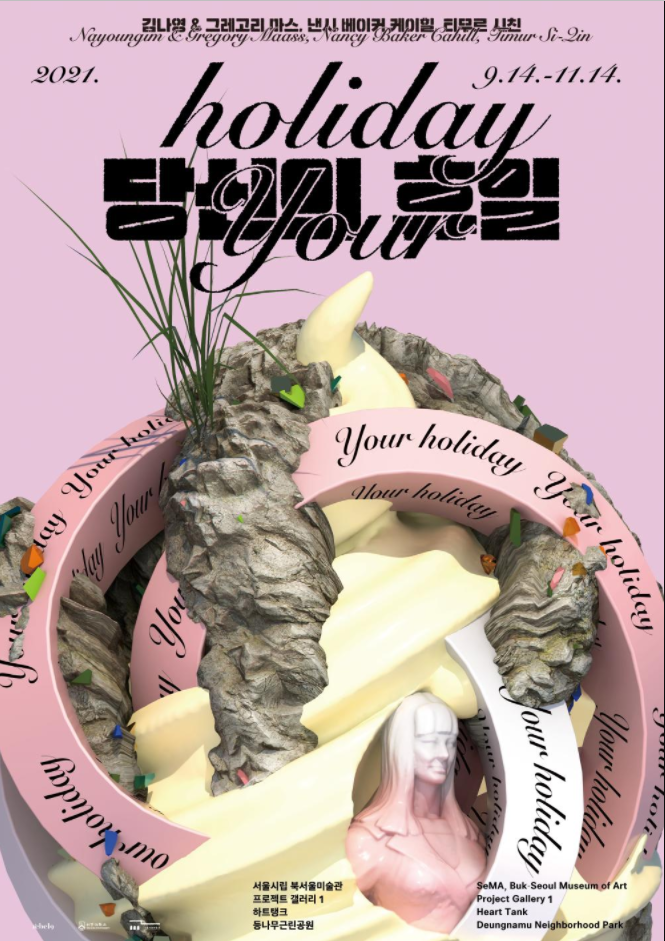 김나영 & 그레고리 마스, 낸시 베이커 케이힐, 티무르 시친
Nayoungim & Gregory Maass, Nancy Baker Cahill, Timur Si-Qin
2021.
9.14.-11.14.
holiday
당신의 휴일
Your
Your holiday
Your holiday
Your holiday
Your holiday
Your holiday
Your holiday
Your holiday
our holiday
Your holiday
서울시립 북서울미술관
프로젝트 갤러리 1
하트탱크
등나무근린공원
SeMA, Buk-Seoul Museum of Art
Project Gallery 1
Heart Tank
Deungnamu Neighborhood Park